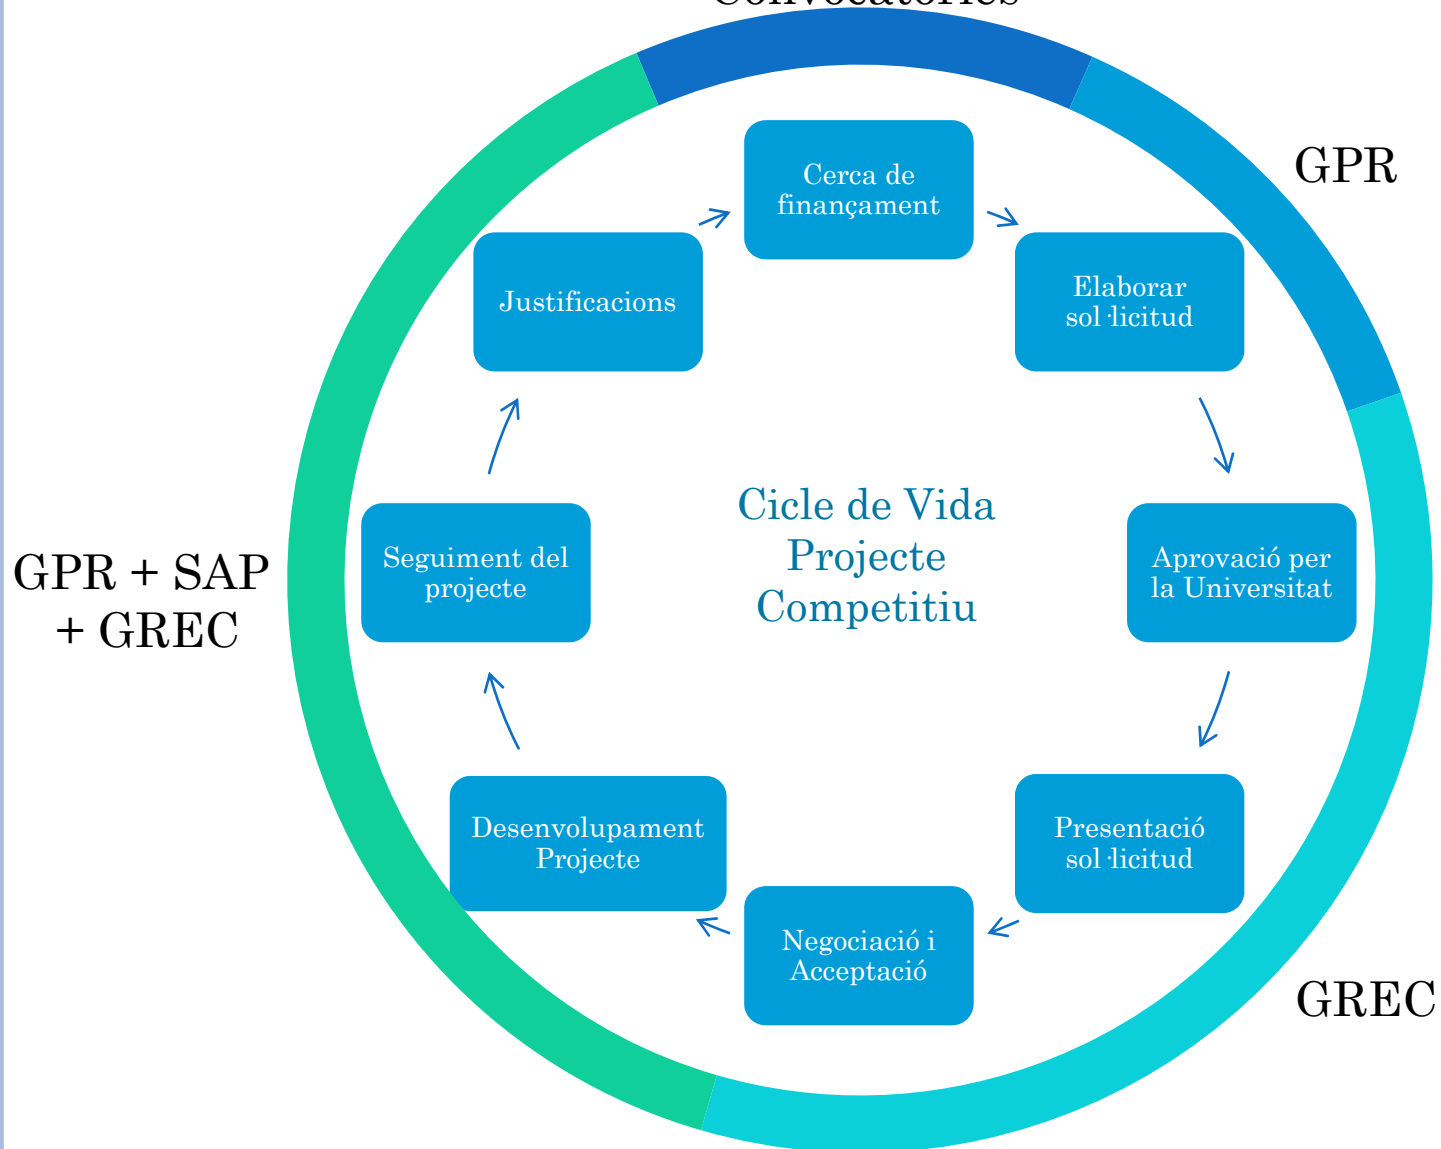 Convocatòries
GPR
Cerca de
finançament
Elaborar
sol·licitud
Justificacions
Cicle de Vida
Projecte
Competitiu
Aprovació per
la Universitat
Seguiment del
projecte
GPR + SAP
+ GREC
Presentació
sol·licitud
Desenvolupament
Projecte
Negociació i
Acceptació
GREC